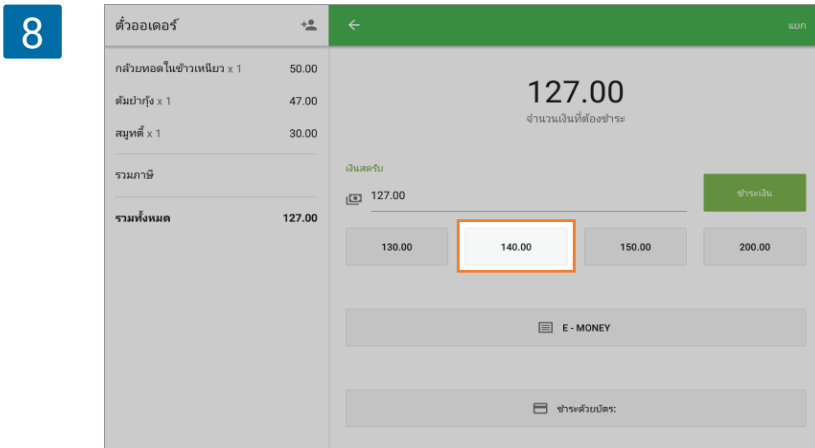 8
ตั๋วออเดอร์
แยก
กล้วยทอดในข้าวเหนียว x 1 50.00
ต้มยำกุ้ง x 1 47.00
สมูทตี้ x 1 30.00
รวมภาษี
รวมทั้งหมด 127.00
127.00
จำนวนเงินที่ต้องชำระ
เงินสดรับ
127.00
ชำระเงิน
130.00 140.00 150.00 200.00
E - MONEY
ชำระด้วยบัตร: